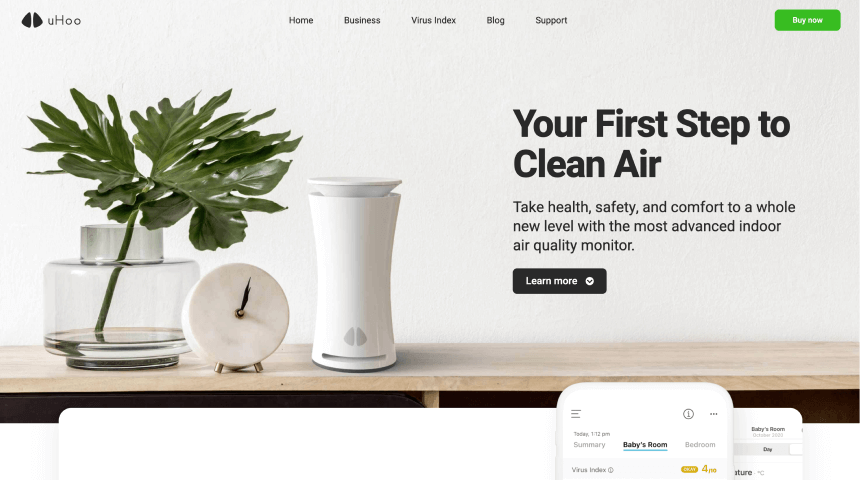 uHoo
Home Business Virus Index Blog Support
Buy now
Your First Step to
Clean Air
Take health, safety, and comfort to a whole
new level with the most advanced indoor
air quality monitor.
Learn more
Today, 1:12 pm
Summary Baby's Room Bedroom
Virus Index
OKAY 4/10
Baby's Room
October 2020
Day
ature °C